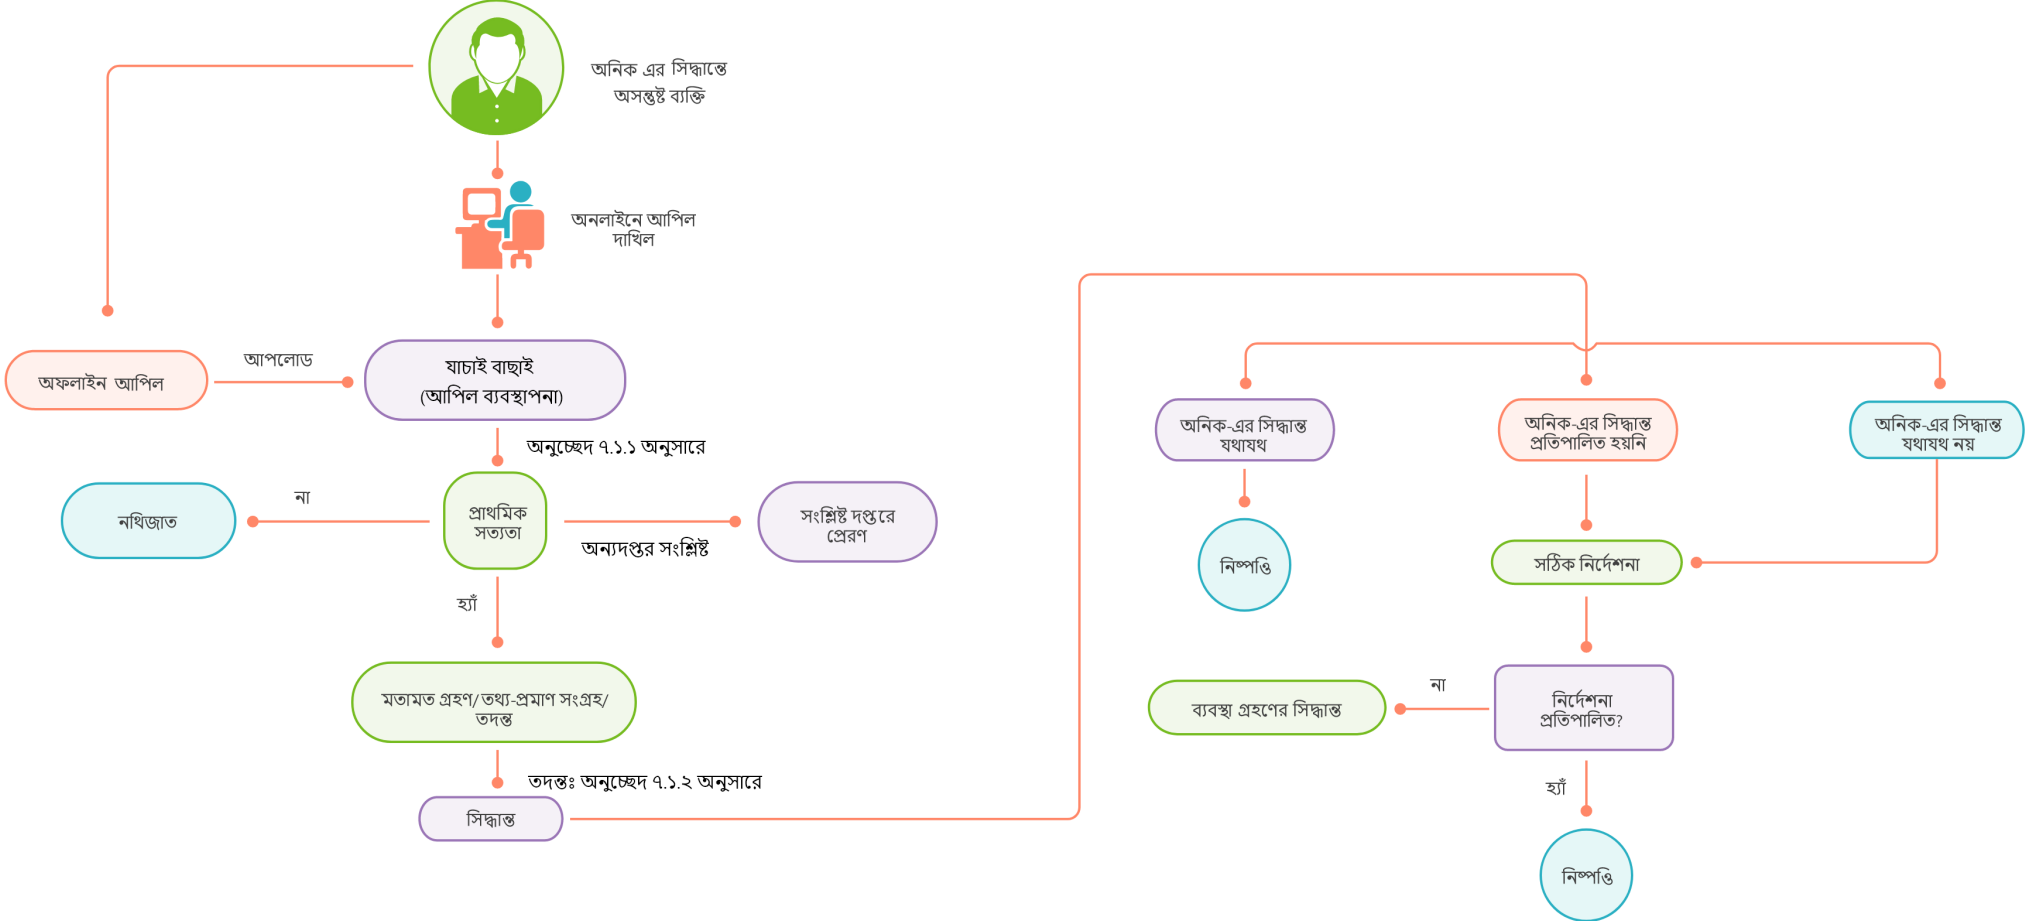 অনিক এর সিদ্ধান্তে
অসন্তুষ্ট ব্যক্তি
অনলাইনে আপিল
দাখিল
অফলাইন আপিল
আপলোড
যাচাই বাছাই
(আপিল ব্যবস্থাপনা)
অনুচ্ছেদ ৭.১.১ অনুসারে
নথিজাত
না
প্রাথমিক
সত্যতা
অন্যদপ্তর সংশ্লিষ্ট
সংশ্লিষ্ট দপ্তরে
প্রেরণ
হ্যাঁ
মতামত গ্রহণ/ তথ্য-প্রমাণ সংগ্রহ/
তদন্ত
তদন্তঃ অনুচ্ছেদ ৭.১.২ অনুসারে
সিদ্ধান্ত
অনিক-এর সিদ্ধান্ত
যথাযথ
অনিক-এর সিদ্ধান্ত
প্রতিপালিত হয়নি
অনিক-এর সিদ্ধান্ত
যথাযথ নয়
নিষ্পত্তি
সঠিক নির্দেশনা
ব্যবস্থা গ্রহণের সিদ্ধান্ত
না
নির্দেশনা
প্রতিপালিত?
হ্যাঁ
নিষ্পত্তি